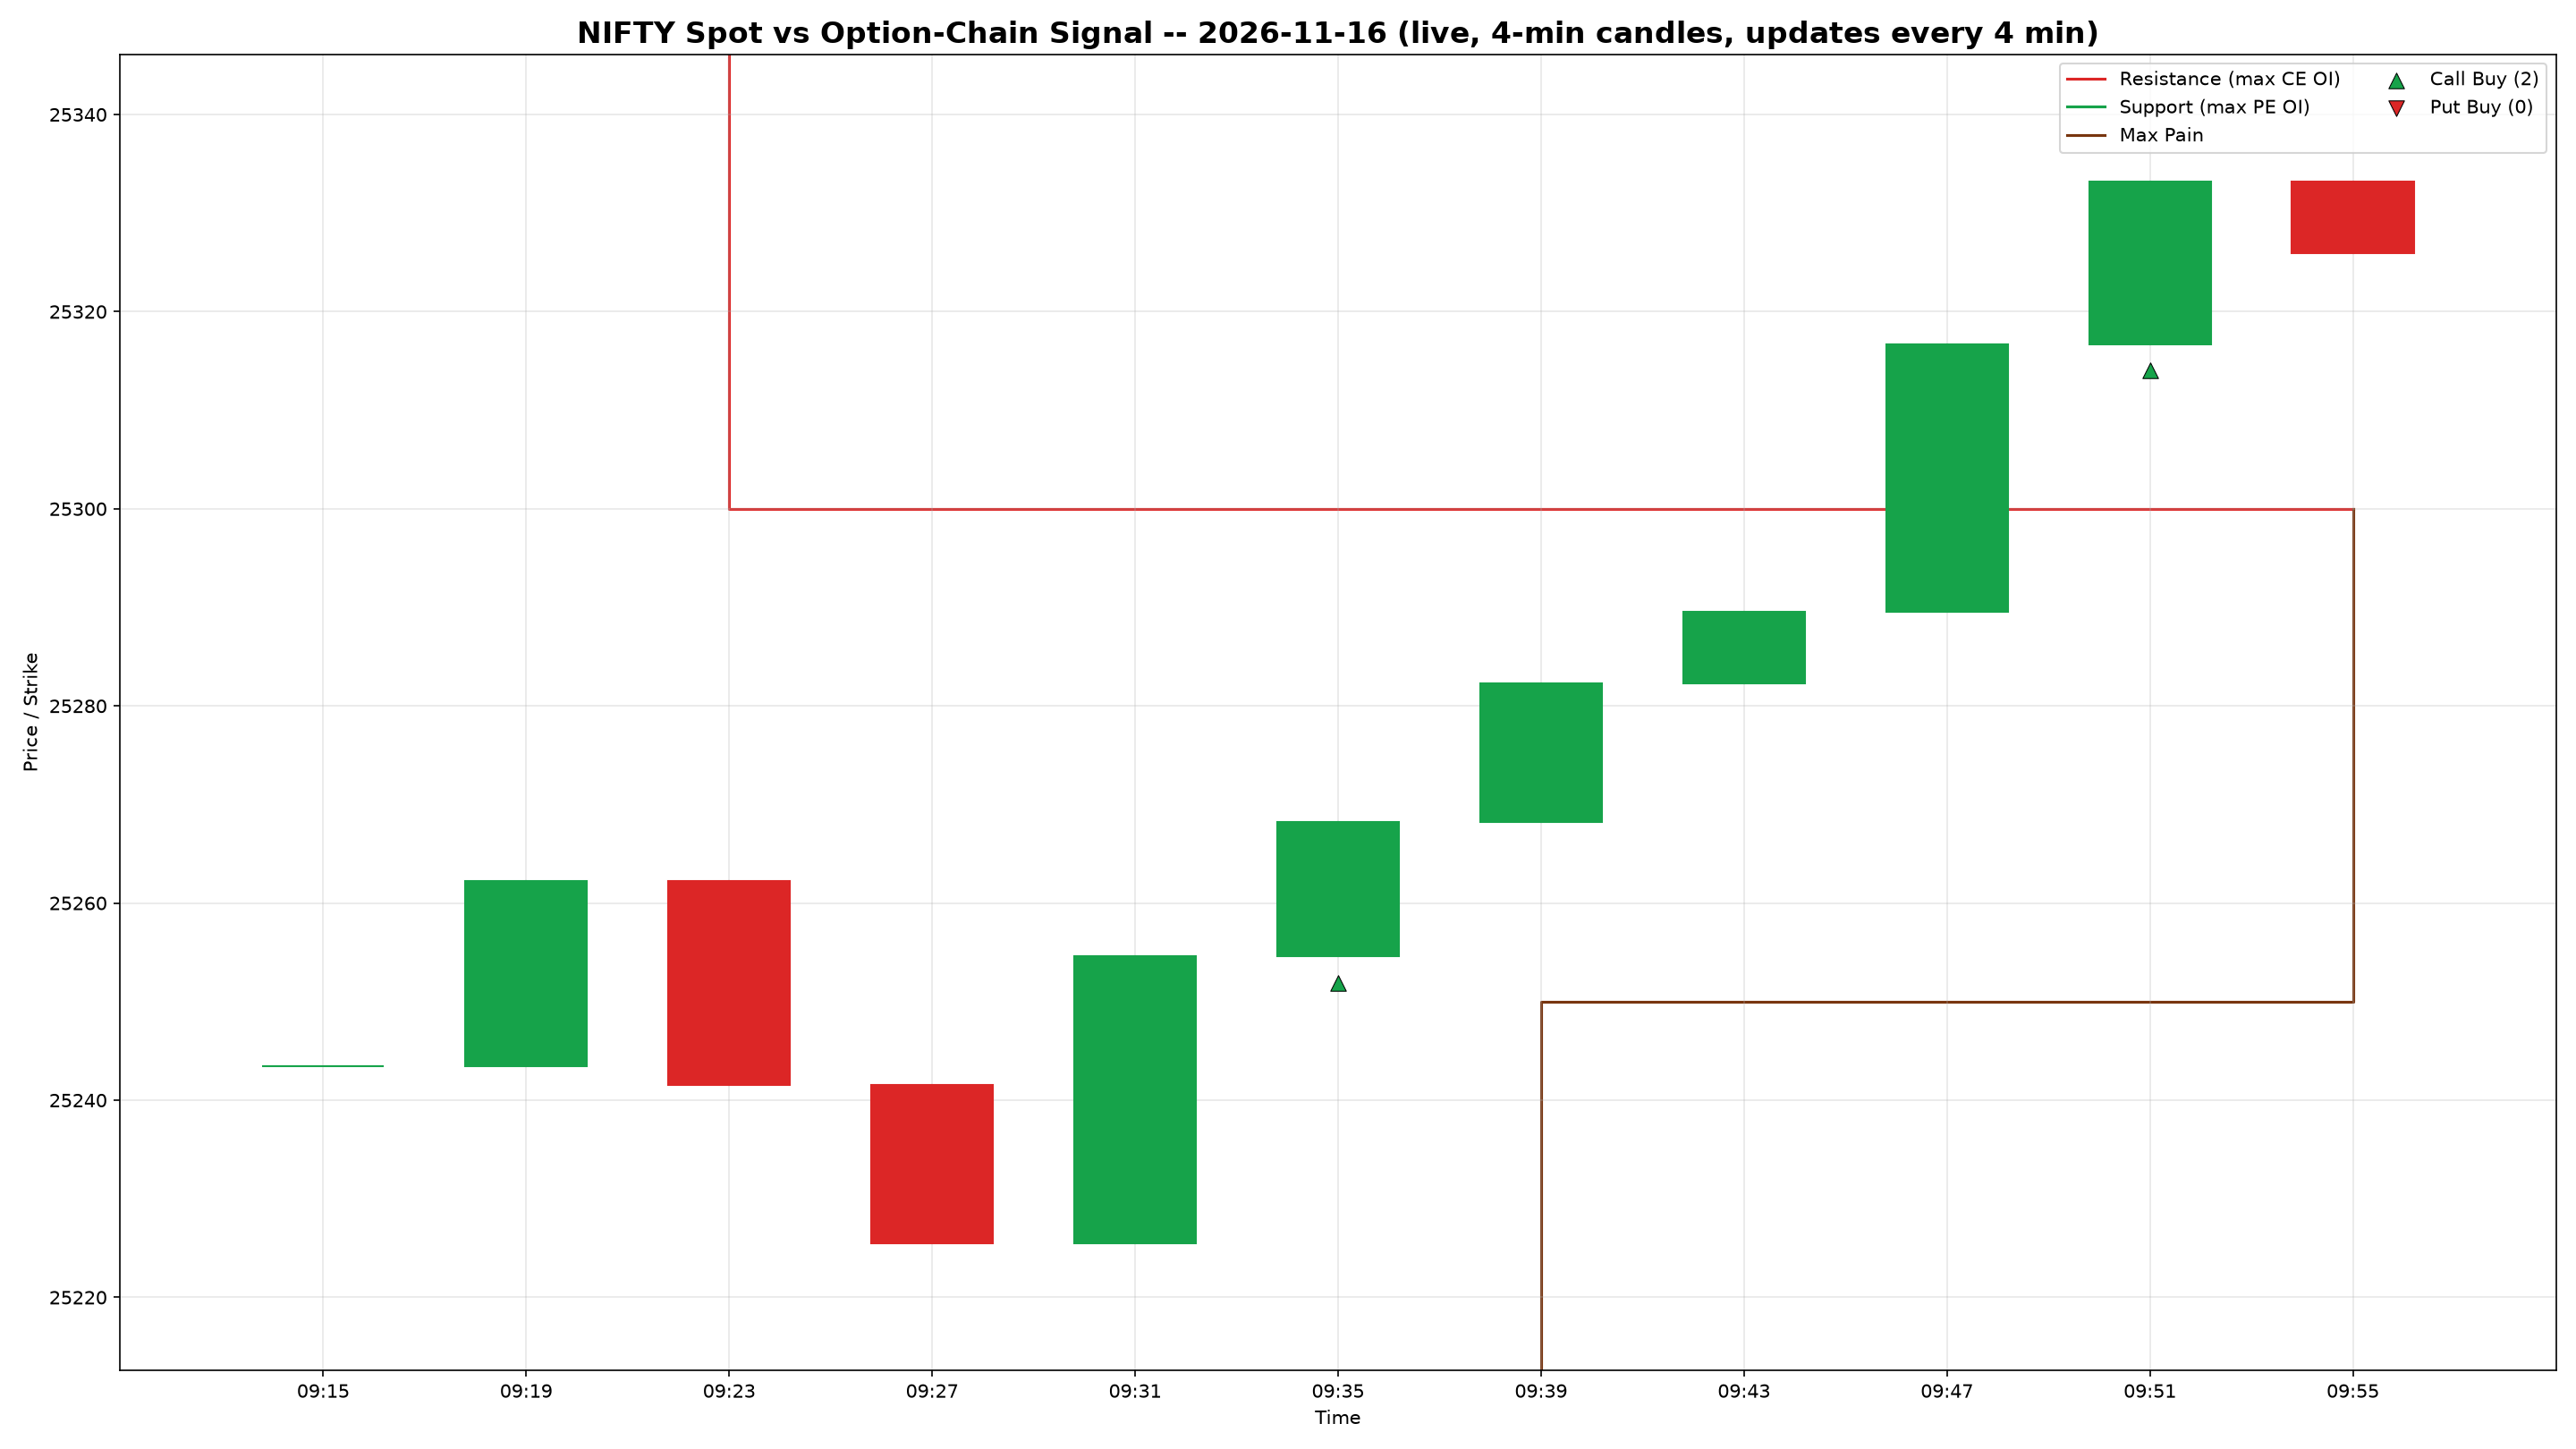 NIFTY Spot vs Option-Chain Signal -- 2026-11-16 (live, 4-min candles, updates every 4 min)
Resistance (max CE OI)
Support (max PE OI)
Max Pain
Call Buy (2)
Put Buy (0)
Price / Strike
25340
25320
25300
25280
25260
25240
25220
09:15 09:19 09:23 09:27 09:31 09:35 09:39 09:43 09:47 09:51 09:55
Time